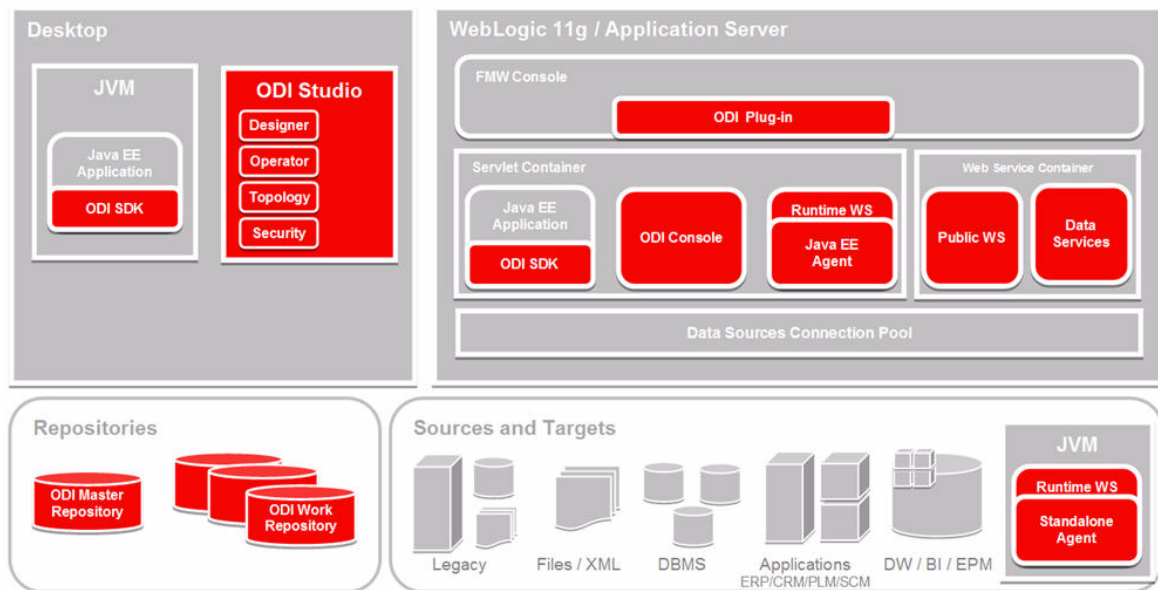 Desktop
JVM
Java EE
Application
ODI SDK
ODI Studio
Designer
Operator
Topology
Security
WebLogic 11g / Application Server
FMW Console
ODI Plug-in
Servlet Container
Java EE
Application
ODI SDK
ODI Console
Runtime WS
Java EE
Agent
Web Service Container
Public WS
Data
Services
Data Sources Connection Pool
Repositories
ODI Master
Repository
ODI Work
Repository
Sources and Targets
Legacy
Files / XML
DBMS
Applications
ERP/CRM/PLM/SCM
DW / BI / EPM
JVM
Runtime WS
Standalone
Agent